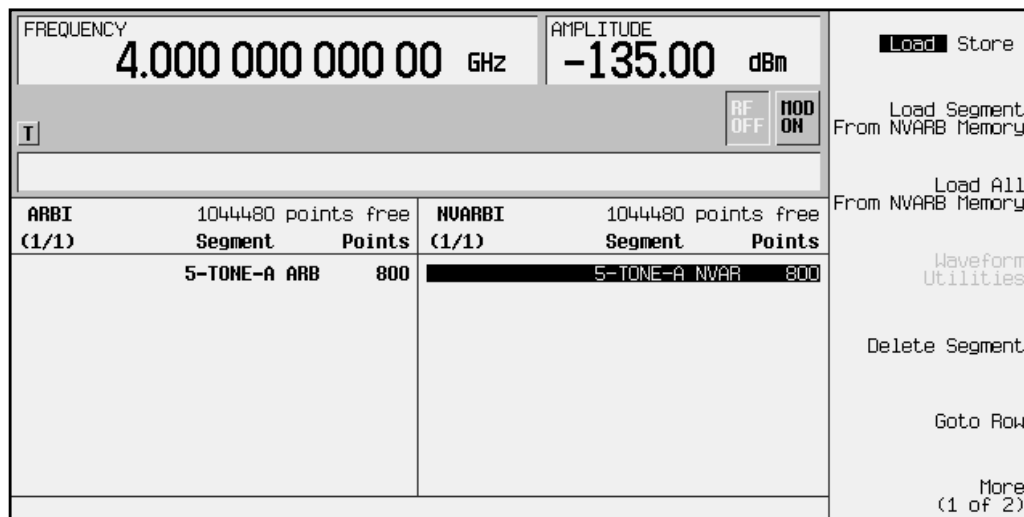 FREQUENCY
4.000 000 000 00 GHz
AMPLITUDE
-135.00 dBm
RF OFF
MOD ON
T
ARBI 1044480 points free
(1/1) Segment Points
5-TONE-A ARB 800
NVARBI 1044480 points free
(1/1) Segment Points
5-TONE-A NVAR 800
Load Store
Load Segment
From NVARB Memory
Load All
From NVARB Memory
Waveform
Utilities
Delete Segment
Goto Row
More
(1 of 2)